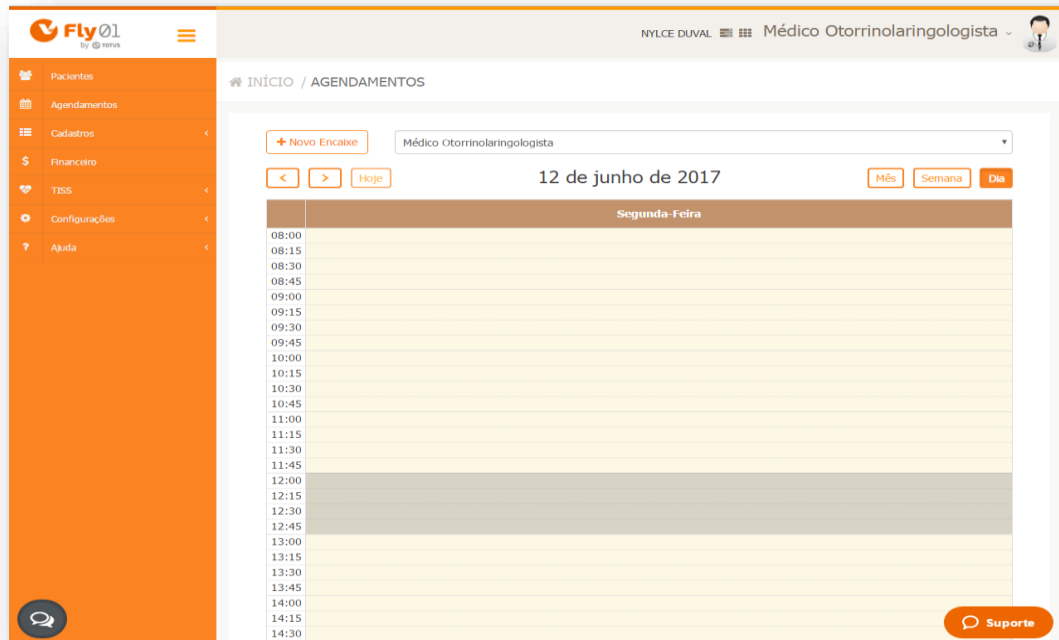 Fly01
by TOTVS
NYLCE DUVAL Médico Otorrinolaringologista
Pacientes
Agendamentos
Cadastros
$ Financeiro
TISS
Configurações
? Ajuda
INÍCIO / AGENDAMENTOS
+ Novo Encaixe
Médico Otorrinolaringologista
< > Hoje
12 de junho de 2017
Mês Semana Dia
Segunda-Feira
08:00
08:15
08:30
08:45
09:00
09:15
09:30
09:45
10:00
10:15
10:30
10:45
11:00
11:15
11:30
11:45
12:00
12:15
12:30
12:45
13:00
13:15
13:30
13:45
14:00
14:15
14:30
Suporte